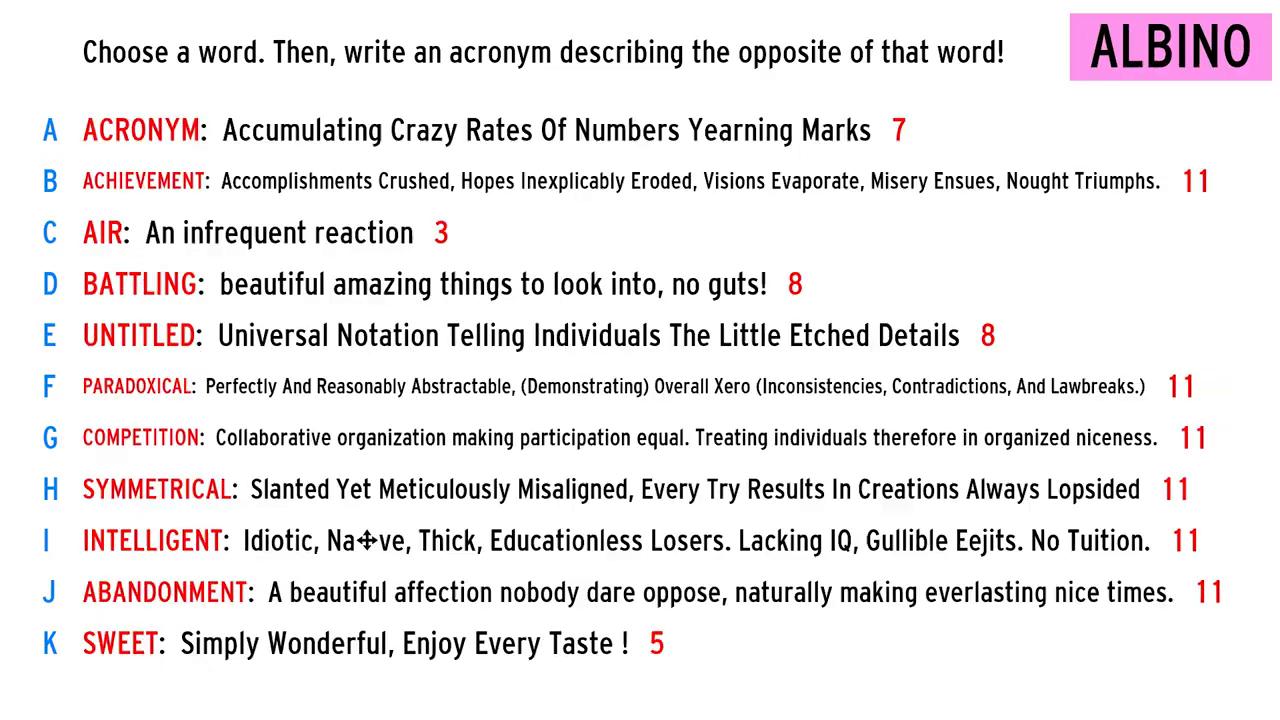 Choose a word. Then, write an acronym describing the opposite of that word!
ALBINO
A ACRONYM: Accumulating Crazy Rates Of Numbers Yearning Marks 7
B ACHIEVEMENT: Accomplishments Crushed, Hopes Inexplicably Eroded, Visions Evaporate, Misery Ensues, Nought Triumphs. 11
C AIR: An infrequent reaction 3
D BATTLING: beautiful amazing things to look into, no guts! 8
E UNTITLED: Universal Notation Telling Individuals The Little Etched Details 8
F PARADOXICAL: Perfectly And Reasonably Abstractable, (Demonstrating) Overall Xero (Inconsistencies, Contradictions, And Lawbreaks.) 11
G COMPETITION: Collaborative organization making participation equal. Treating individuals therefore in organized niceness. 11
H SYMMETRICAL: Slanted Yet Meticulously Misaligned, Every Try Results In Creations Always Lopsided 11
I INTELLIGENT: Idiotic, Na✥ve, Thick, Educationless Losers. Lacking IQ, Gullible Eejits. No Tuition. 11
J ABANDONMENT: A beautiful affection nobody dare oppose, naturally making everlasting nice times. 11
K SWEET: Simply Wonderful, Enjoy Every Taste ! 5